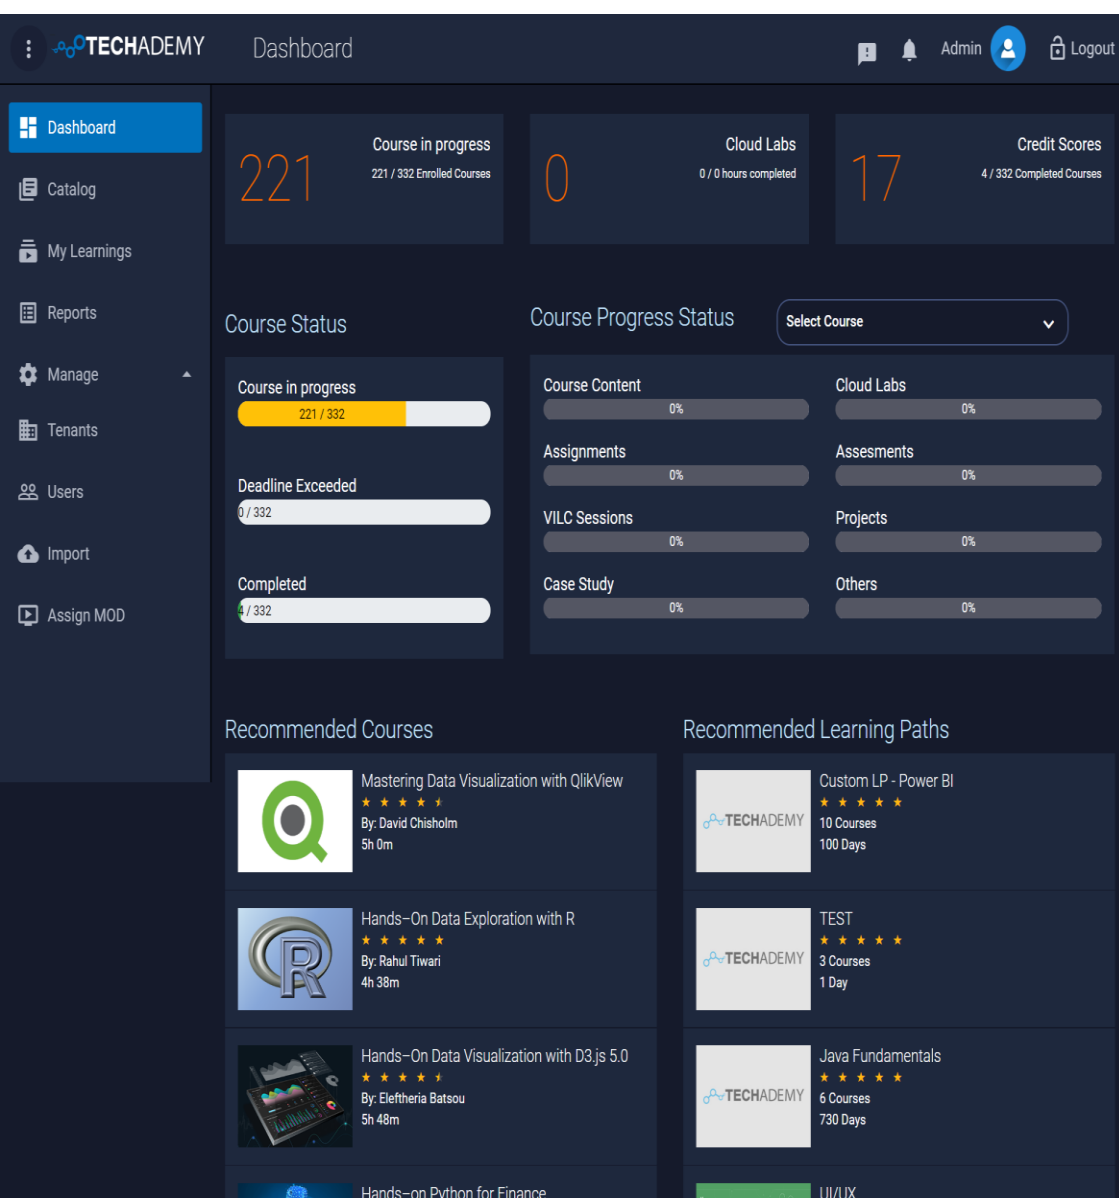 TECHADEMY
Dashboard
Admin
Logout
Dashboard
Catalog
My Learnings
Reports
Manage
Tenants
Users
Import
Assign MOD
221
Course in progress
221 / 332 Enrolled Courses
0
Cloud Labs
0 / 0 hours completed
17
Credit Scores
4 / 332 Completed Courses
Course Status
Course in progress
221 / 332
Deadline Exceeded
0 / 332
Completed
4 / 332
Course Progress Status
Select Course
Course Content
0%
Cloud Labs
0%
Assignments
0%
Assesments
0%
VILC Sessions
0%
Projects
0%
Case Study
0%
Others
0%
Recommended Courses
Mastering Data Visualization with QlikView
By: David Chisholm
5h 0m
Hands-On Data Exploration with R
By: Rahul Tiwari
4h 38m
Hands-On Data Visualization with D3.js 5.0
By: Eleftheria Batsou
5h 48m
Hands-on Python for Finance
Recommended Learning Paths
TECHADEMY
Custom LP - Power BI
10 Courses
100 Days
TECHADEMY
TEST
3 Courses
1 Day
TECHADEMY
Java Fundamentals
6 Courses
730 Days
UI/UX